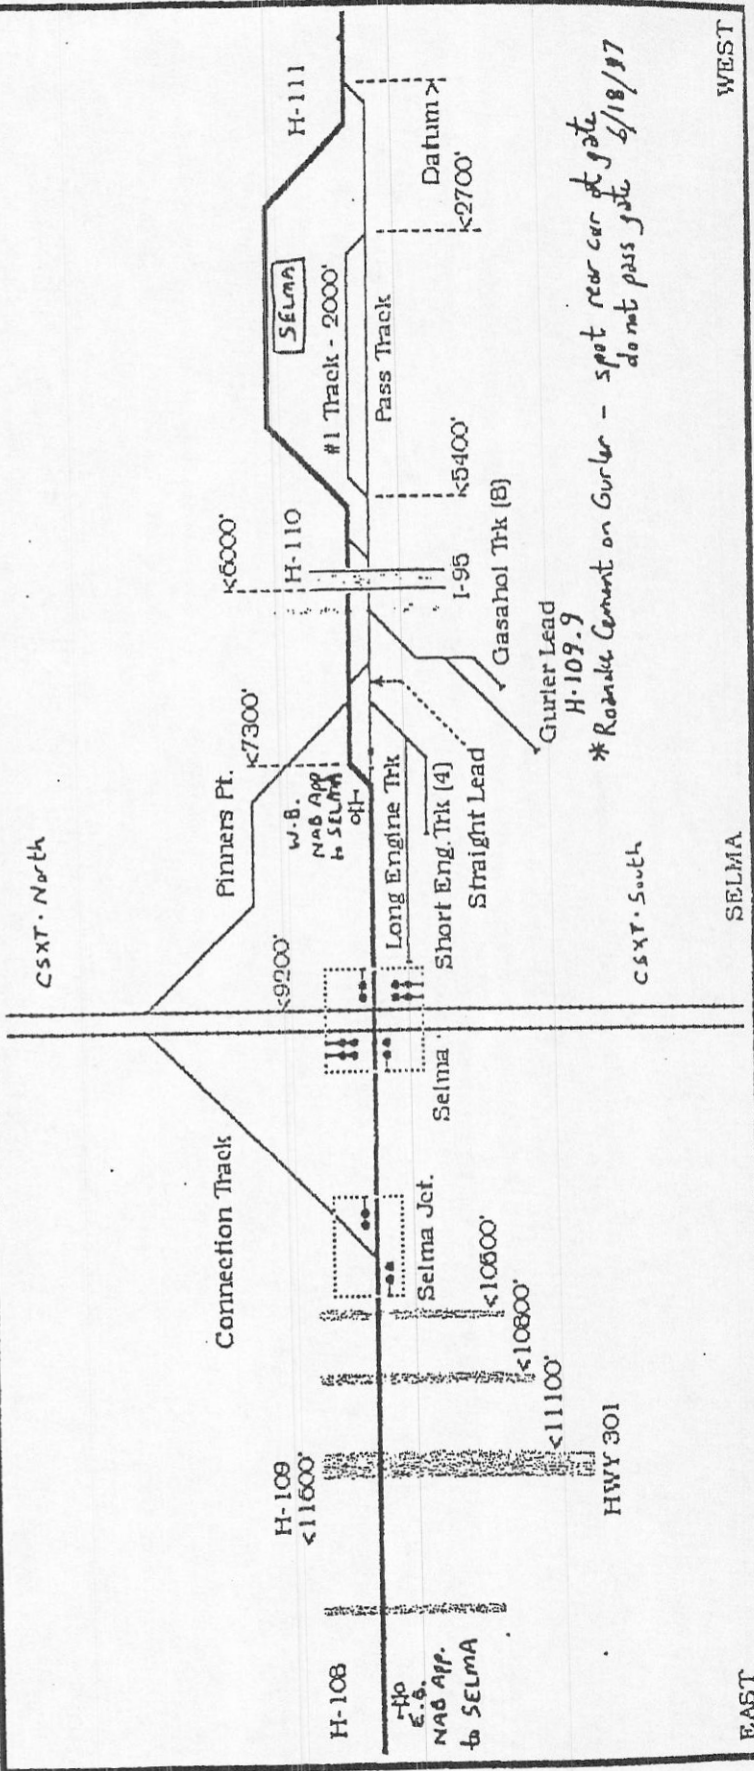 CSXT. North
Connection Track
Pinners Pt.
<9200'
<7300'
<6000'
W.B.
NAB APP
to SELMA
H-108
H-109
<11600'
H-110
SELMA
H-111
#1 Track - 2000'
Pass Track
Datum >
<2700'
<5400'
I-95
Selma Jct.
Selma
Long Engine Trk
Short Eng. Trk (4)
Straight Lead
Gasahol Trk (8)
Gurler Lead
H-109.9
<10600'
<10800'
<11100'
HWY 301
E.B.
NAB App.
to SELMA
* Roanoke Cement on Gurler - spot rear car at gate
do not pass gate 6/18/97
CSXT. South
EAST
SELMA
WEST